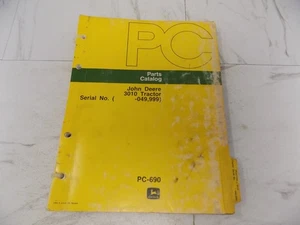 PC
Parts
Catalog
John Deere
3010 Tractor
Serial No. ( -049,999)
PC-690